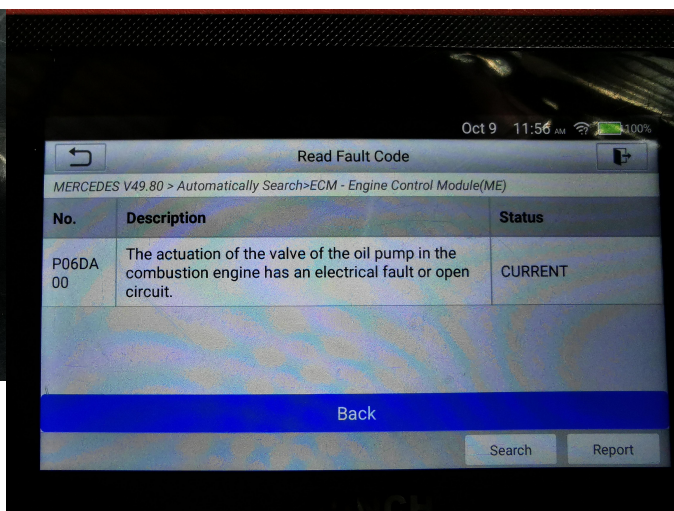 Oct 9 11:56 AM 100%
Read Fault Code
MERCEDES V49.80 > Automatically Search>ECM - Engine Control Module(ME)
No. Description Status
P06DA
00
The actuation of the valve of the oil pump in the
combustion engine has an electrical fault or open
circuit.
CURRENT
Back
Search Report